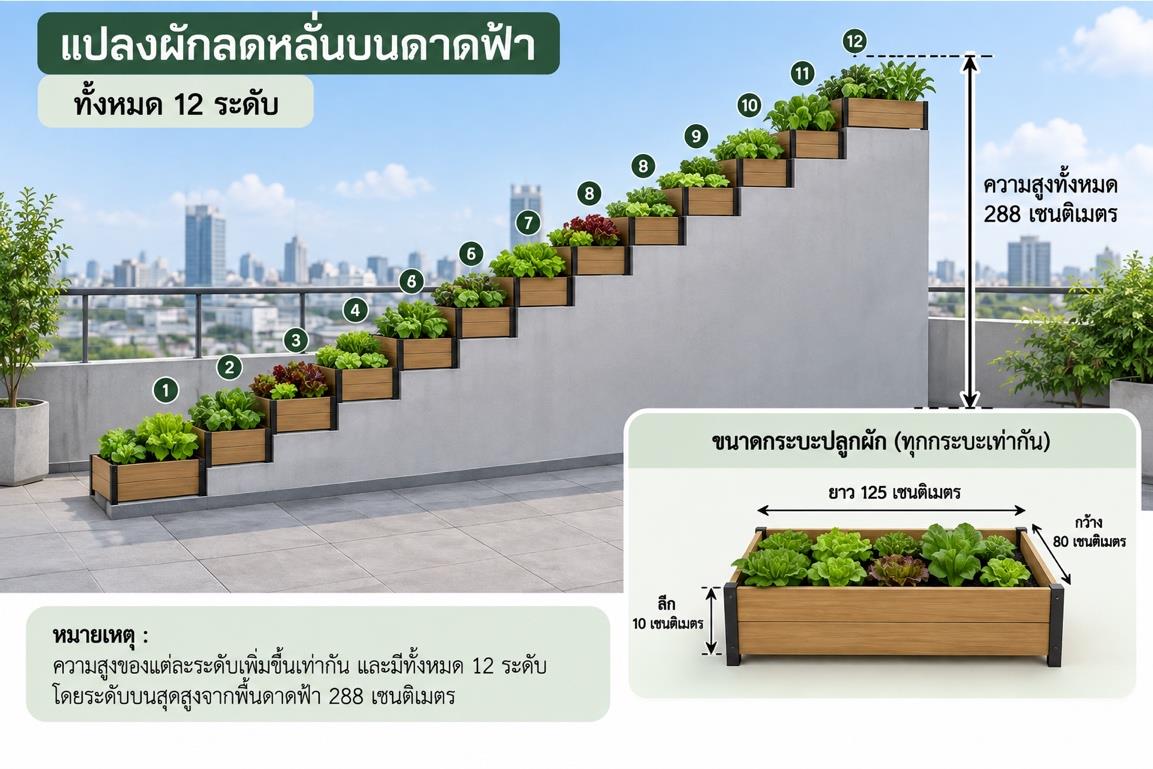 แปลงผักลดหลั่นบนดาดฟ้า
ทั้งหมด 12 ระดับ
12
11
10
9
8
8
7
6
6
4
3
2
1
ความสูงทั้งหมด
288 เซนติเมตร
ขนาดกระบะปลูกผัก (ทุกกระบะเท่ากัน)
ยาว 125 เซนติเมตร
กว้าง
80 เซนติเมตร
ลึก
10 เซนติเมตร
หมายเหตุ :
ความสูงของแต่ละระดับเพิ่มขึ้นเท่ากัน และมีทั้งหมด 12 ระดับ
โดยระดับบนสุดสูงจากพื้นดาดฟ้า 288 เซนติเมตร